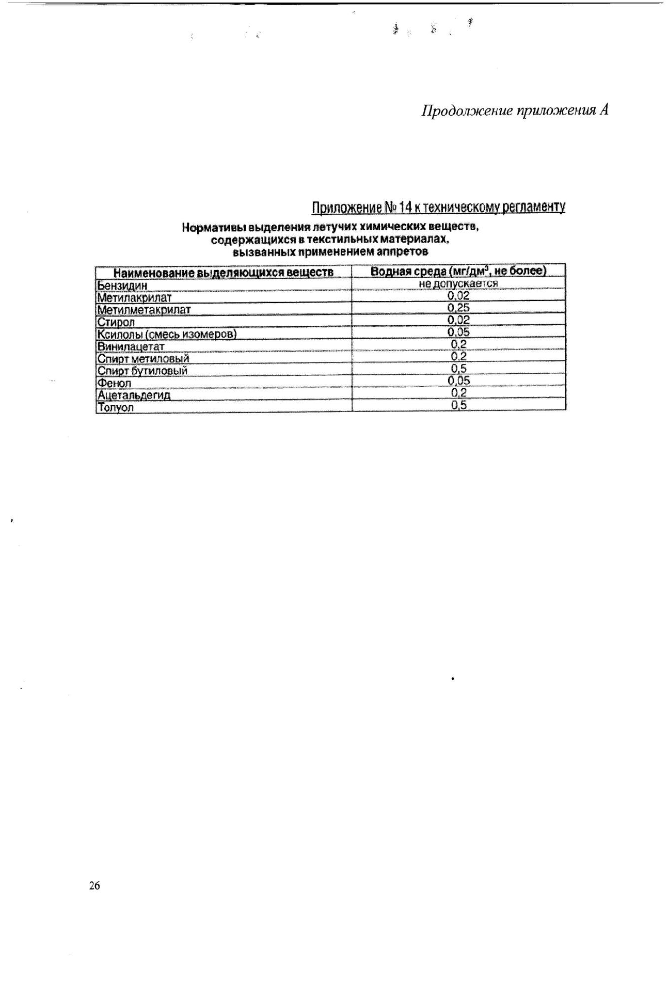 Продолжение приложения А
Приложение № 14 к техническому регламенту
Нормативы выделения летучих химических веществ,
содержащихся в текстильных материалах,
вызванных применением аппретов
Наименование выделяющихся веществ Водная среда (мг/дм³, не более)
Бензидин не допускается
Метилакрилат 0,02
Метилметакрилат 0,25
Стирол 0,02
Ксилолы (смесь изомеров) 0,05
Винилацетат 0,2
Спирт метиловый 0,2
Спирт бутиловый 0,5
Фенол 0,05
Ацетальдегид 0,2
Толуол 0,5
26